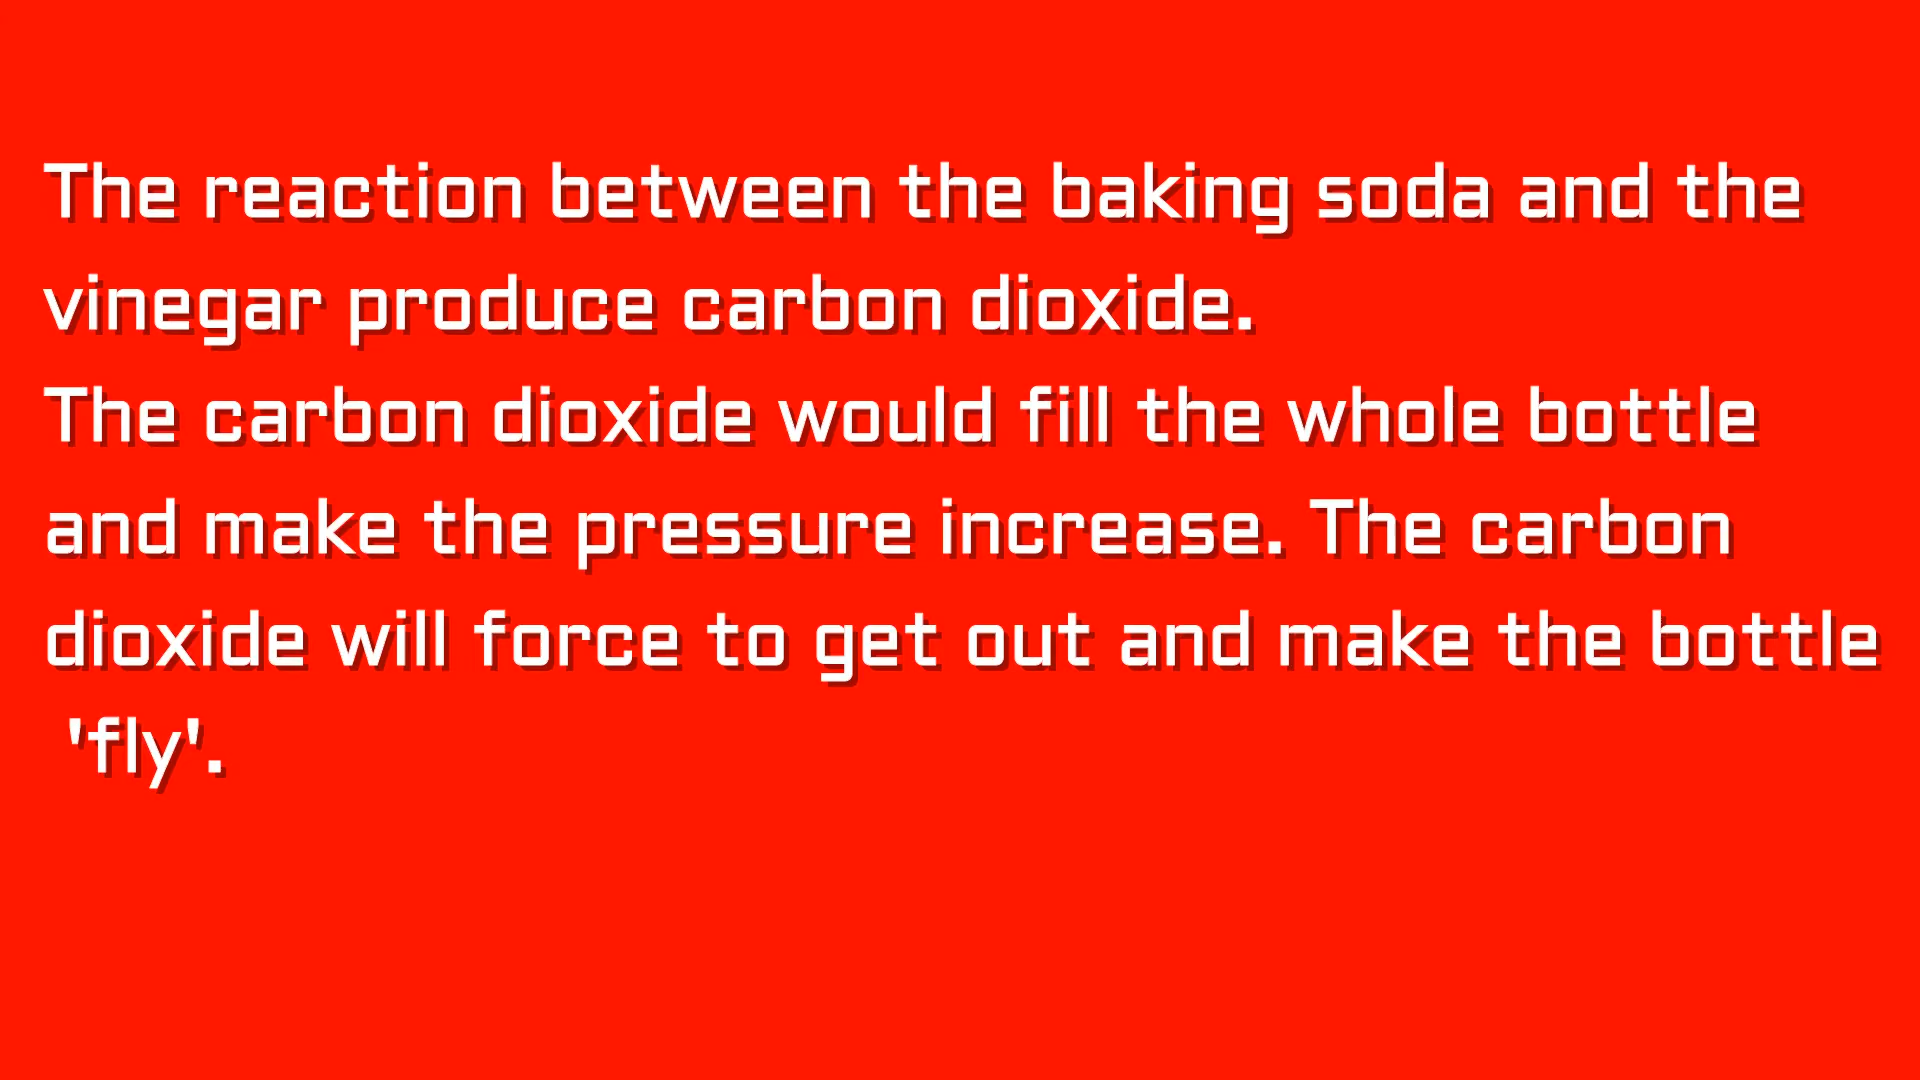 The reaction between the baking soda and the
vinegar produce carbon dioxide.
The carbon dioxide would fill the whole bottle
and make the pressure increase. The carbon
dioxide will force to get out and make the bottle
'fly'.